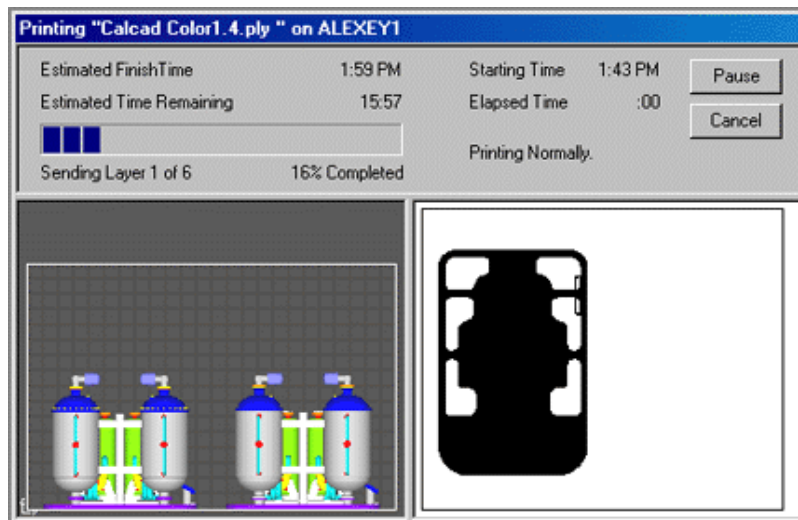 Printing "Calcad Color1.4.ply " on ALEXEY1
Estimated FinishTime 1:59 PM
Starting Time 1:43 PM
Pause
Estimated Time Remaining 15:57
Elapsed Time :00
Cancel
Printing Normally.
Sending Layer 1 of 6 16% Completed